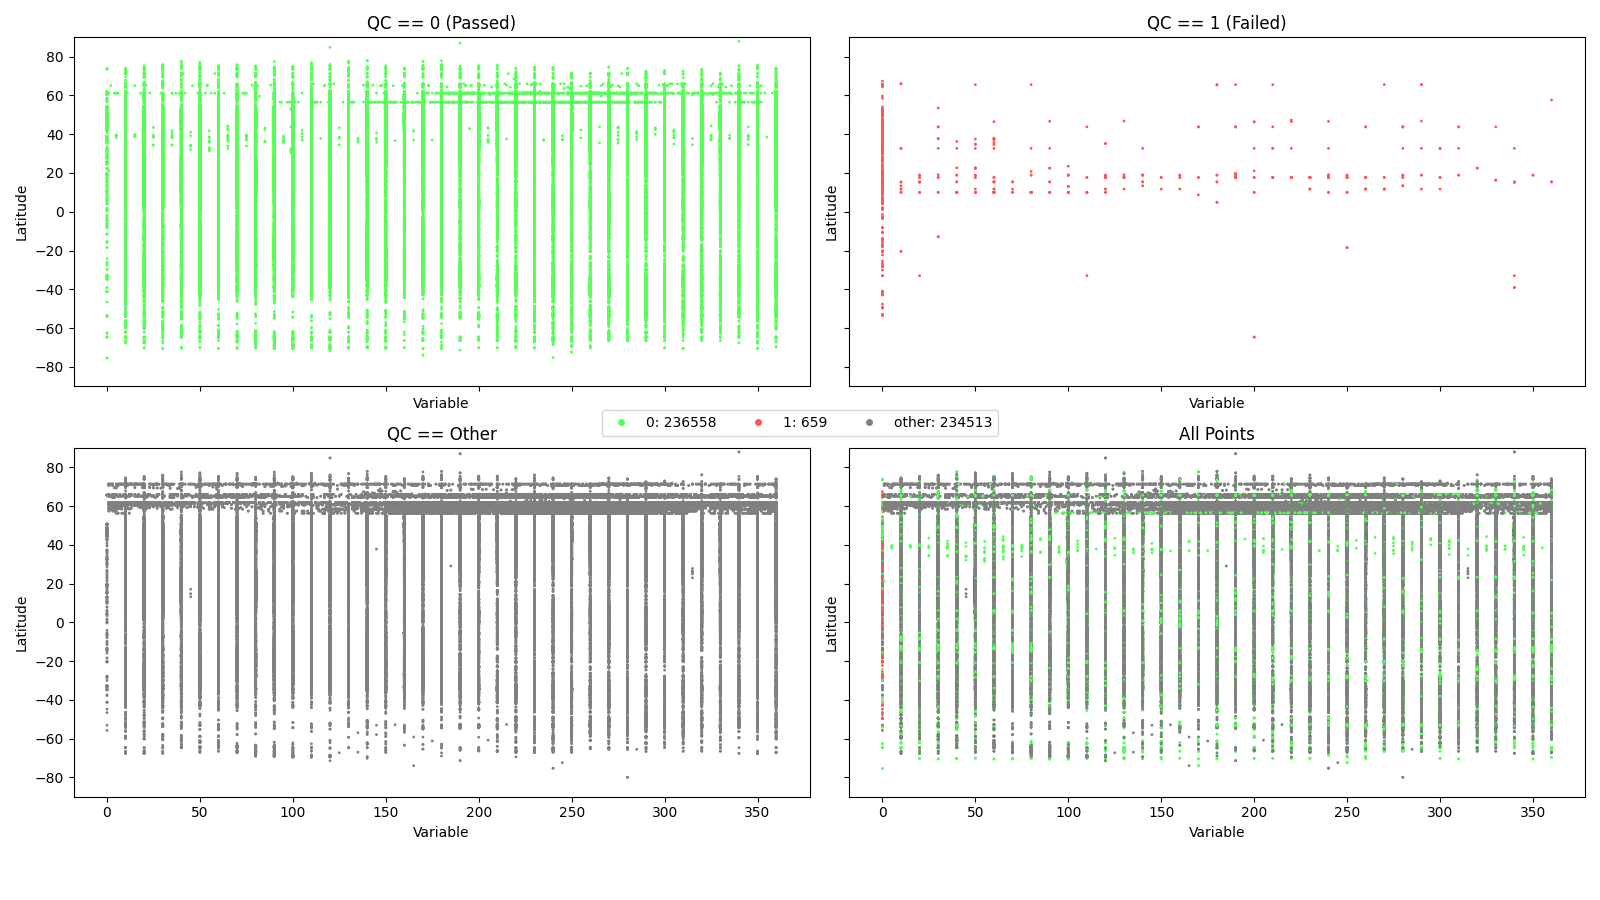 QC == 0 (Passed)
QC == 1 (Failed)
80
60
40
20
0
−20
−40
−60
−80
Latitude
Latitude
Variable
Variable
0: 236558
1: 659
other: 234513
QC == Other
All Points
80
60
40
20
0
−20
−40
−60
−80
Latitude
Latitude
0 50 100 150 200 250 300 350
0 50 100 150 200 250 300 350
Variable
Variable